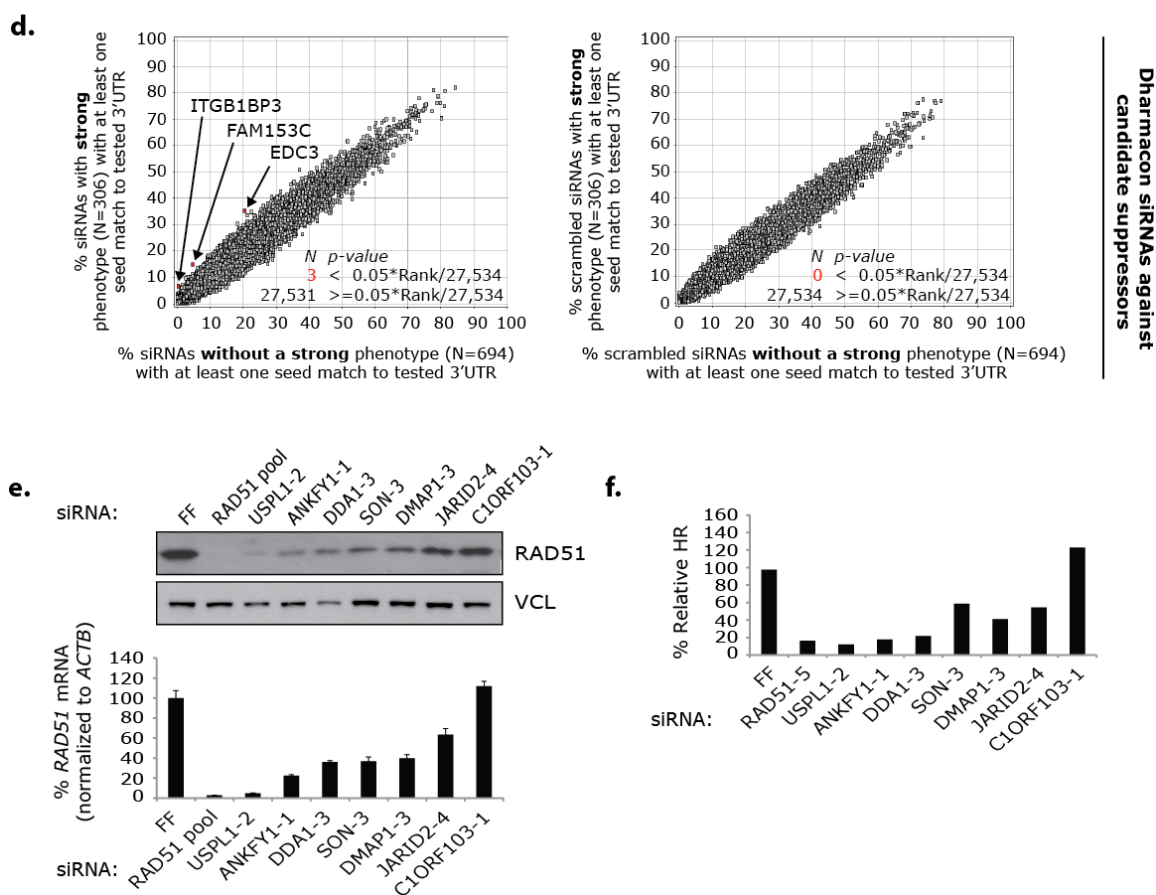 d.
100
90
80
70
60
50
40
30
20
10
0
% siRNAs with strong
phenotype (N=306) with at least one
seed match to tested 3'UTR
ITGB1BP3
FAM153C
EDC3
N p-value
3 < 0.05*Rank/27,534
27,531 >=0.05*Rank/27,534
0 10 20 30 40 50 60 70 80 90 100
% siRNAs without a strong phenotype (N=694)
with at least one seed match to tested 3'UTR
100
90
80
70
60
50
40
30
20
10
0
% scrambled siRNAs with strong
phenotype (N=306) with at least one
seed match to tested 3'UTR
N p-value
0 < 0.05*Rank/27,534
27,534 >=0.05*Rank/27,534
0 10 20 30 40 50 60 70 80 90 100
% scrambled siRNAs without a strong phenotype (N=694)
with at least one seed match to tested 3'UTR
Dharmacon siRNAs against
candidate suppressors
e.
siRNA:
FF
RAD51 pool
USPL1-2
ANKFY1-1
DDA1-3
SON-3
DMAP1-3
JARID2-4
C1ORF103-1
RAD51
VCL
% RAD51 mRNA
(normalized to ACTB)
140
120
100
80
60
40
20
0
siRNA:
FF
RAD51 pool
USPL1-2
ANKFY1-1
DDA1-3
SON-3
DMAP1-3
JARID2-4
C1ORF103-1
f.
% Relative HR
160
140
120
100
80
60
40
20
0
siRNA:
FF
RAD51-5
USPL1-2
ANKFY1-1
DDA1-3
SON-3
DMAP1-3
JARID2-4
C1ORF103-1